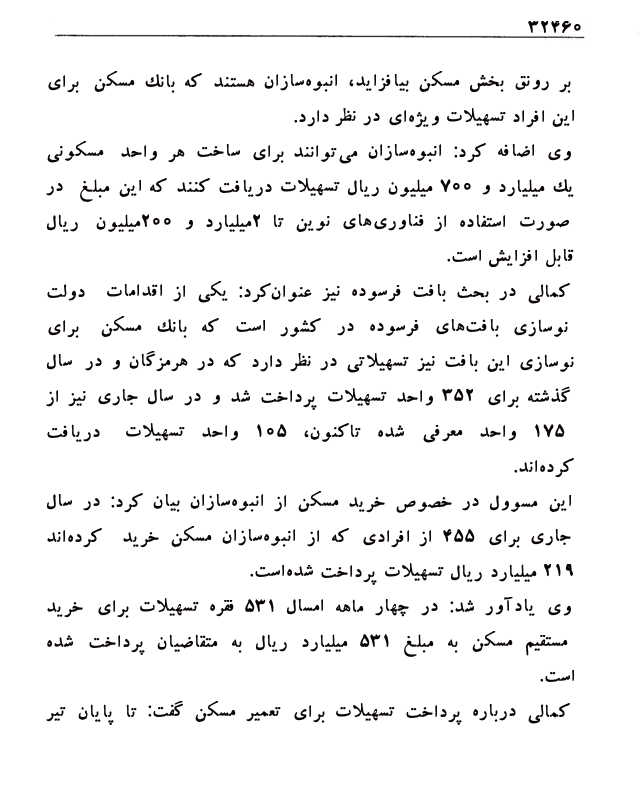 ۳۲۴۶۰
بر رونق بخش مسکن بیافزاید، انبوه‌سازان هستند که بانك مسکن برای
این افراد تسهیلات ویژه‌ای در نظر دارد.
وی اضافه کرد: انبوه‌سازان می‌توانند برای ساخت هر واحد مسکونی
یك میلیارد و ۷۰۰ میلیون ریال تسهیلات دریافت کنند که این مبلغ در
صورت استفاده از فناوری‌های نوین تا ۲میلیارد و ۲۰۰میلیون ریال
قابل افزایش است.
کمالی در بحث بافت فرسوده نیز عنوان‌کرد: یکی از اقدامات دولت
نوسازی بافت‌های فرسوده در کشور است که بانك مسکن برای
نوسازی این بافت نیز تسهیلاتی در نظر دارد که در هرمزگان و در سال
گذشته برای ۳۵۲ واحد تسهیلات پرداخت شد و در سال جاری نیز از
۱۷۵ واحد معرفی شده تاکنون، ۱۰۵ واحد تسهیلات دریافت
کرده‌اند.
این مسوول در خصوص خرید مسکن از انبوه‌سازان بیان کرد: در سال
جاری برای ۴۵۵ از افرادی که از انبوه‌سازان مسکن خرید کرده‌اند
۲۱۹ میلیارد ریال تسهیلات پرداخت شده‌است.
وی یادآور شد: در چهار ماهه امسال ۵۳۱ فقره تسهیلات برای خرید
مستقیم مسکن به مبلغ ۵۳۱ میلیارد ریال به متقاضیان پرداخت شده
است.
کمالی درباره پرداخت تسهیلات برای تعمیر مسکن گفت: تا پایان تیر